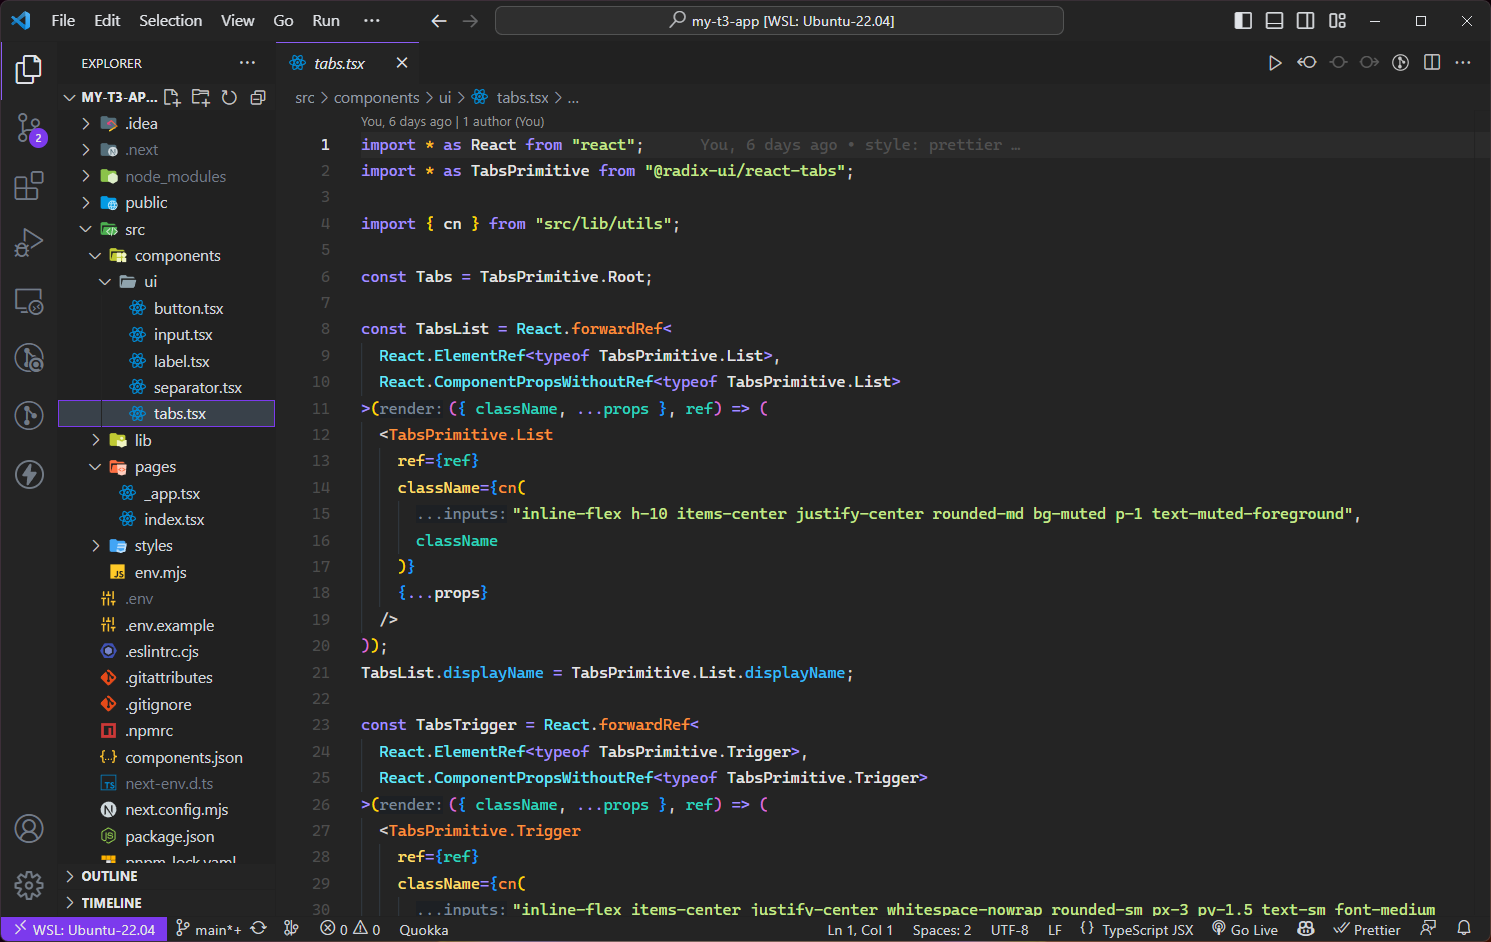 File Edit Selection View Go Run ···
my-t3-app [WSL: Ubuntu-22.04]
EXPLORER ···
MY-T3-AP...
.idea
.next
node_modules
public
src
components
ui
button.tsx
input.tsx
label.tsx
separator.tsx
tabs.tsx
lib
pages
_app.tsx
index.tsx
styles
JS env.mjs
.env
.env.example
.eslintrc.cjs
.gitattributes
.gitignore
.npmrc
{..} components.json
TS next-env.d.ts
N next.config.mjs
JS package.json
pnpm-lock.yaml
OUTLINE
TIMELINE
2
tabs.tsx
src > components > ui > tabs.tsx > ...
You, 6 days ago | 1 author (You)
1 import * as React from "react"; You, 6 days ago • style: prettier …
2 import * as TabsPrimitive from "@radix-ui/react-tabs";
3
4 import { cn } from "src/lib/utils";
5
6 const Tabs = TabsPrimitive.Root;
7
8 const TabsList = React.forwardRef<
9 React.ElementRef<typeof TabsPrimitive.List>,
10 React.ComponentPropsWithoutRef<typeof TabsPrimitive.List>
11 >(render: ({ className, ...props }, ref) => (
12 <TabsPrimitive.List
13 ref={ref}
14 className={cn(
15 ...inputs: "inline-flex h-10 items-center justify-center rounded-md bg-muted p-1 text-muted-foreground",
16 className
17 )}
18 {...props}
19 />
20 ));
21 TabsList.displayName = TabsPrimitive.List.displayName;
22
23 const TabsTrigger = React.forwardRef<
24 React.ElementRef<typeof TabsPrimitive.Trigger>,
25 React.ComponentPropsWithoutRef<typeof TabsPrimitive.Trigger>
26 >(render: ({ className, ...props }, ref) => (
27 <TabsPrimitive.Trigger
28 ref={ref}
29 className={cn(
30 ...inputs: "inline-flex items-center justify-center whitespace-nowrap rounded-sm px-3 py-1.5 text-sm font-medium
WSL: Ubuntu-22.04 main*+ 0 0 Quokka Ln 1, Col 1 Spaces: 2 UTF-8 LF {} TypeScript JSX Go Live Prettier